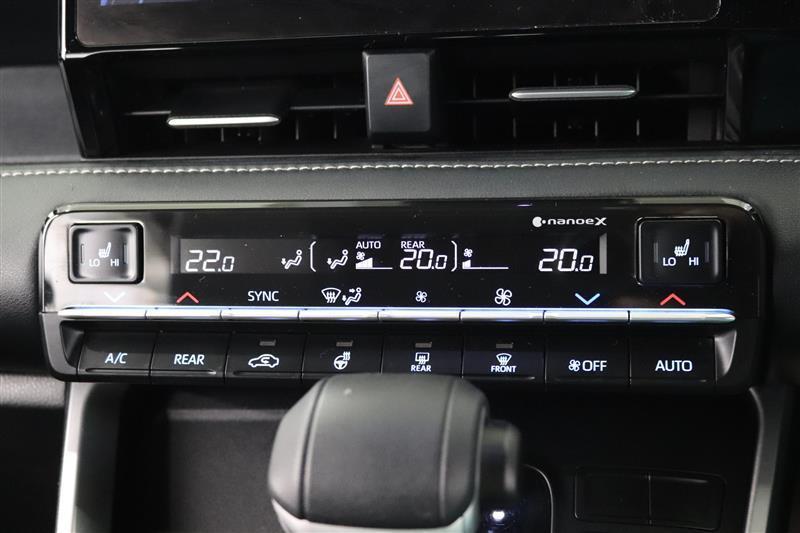 nanoeX
LO HI
22.0
AUTO
REAR
20.0
20.0
LO HI
SYNC
A/C
REAR
REAR
FRONT
OFF
AUTO